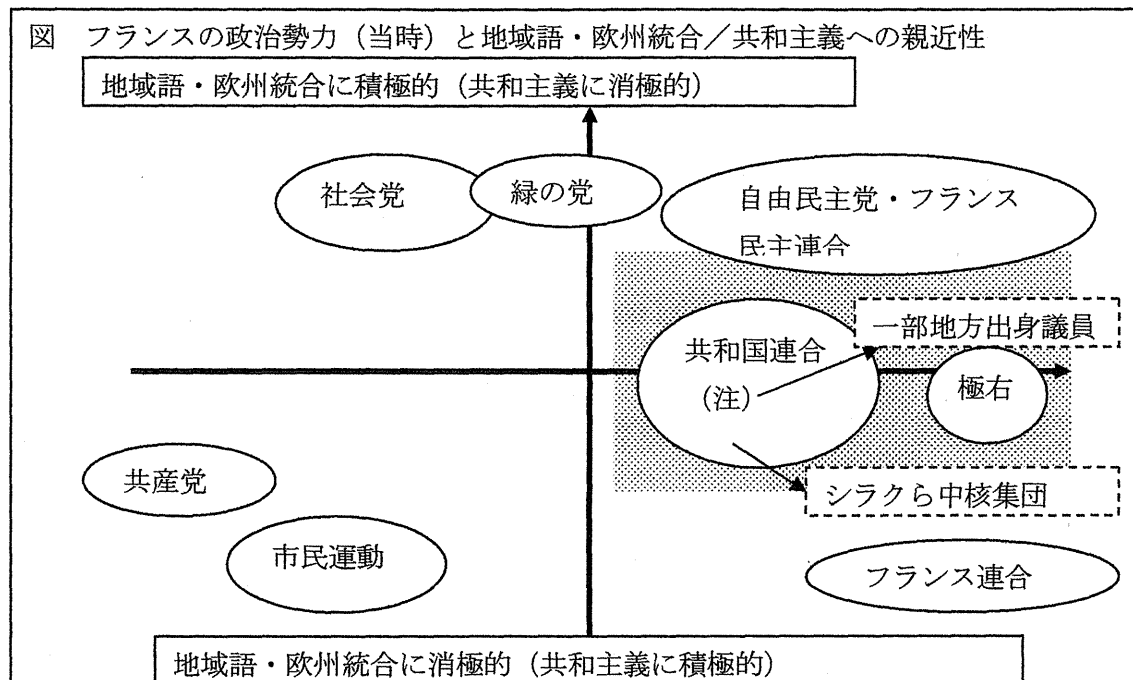 図　フランスの政治勢力（当時）と地域語・欧州統合／共和主義への親近性
地域語・欧州統合に積極的（共和主義に消極的）
社会党
緑の党
自由民主党・フランス
民主連合
一部地方出身議員
共和国連合
（注）
極右
共産党
シラクら中核集団
市民運動
フランス連合
地域語・欧州統合に消極的（共和主義に積極的）